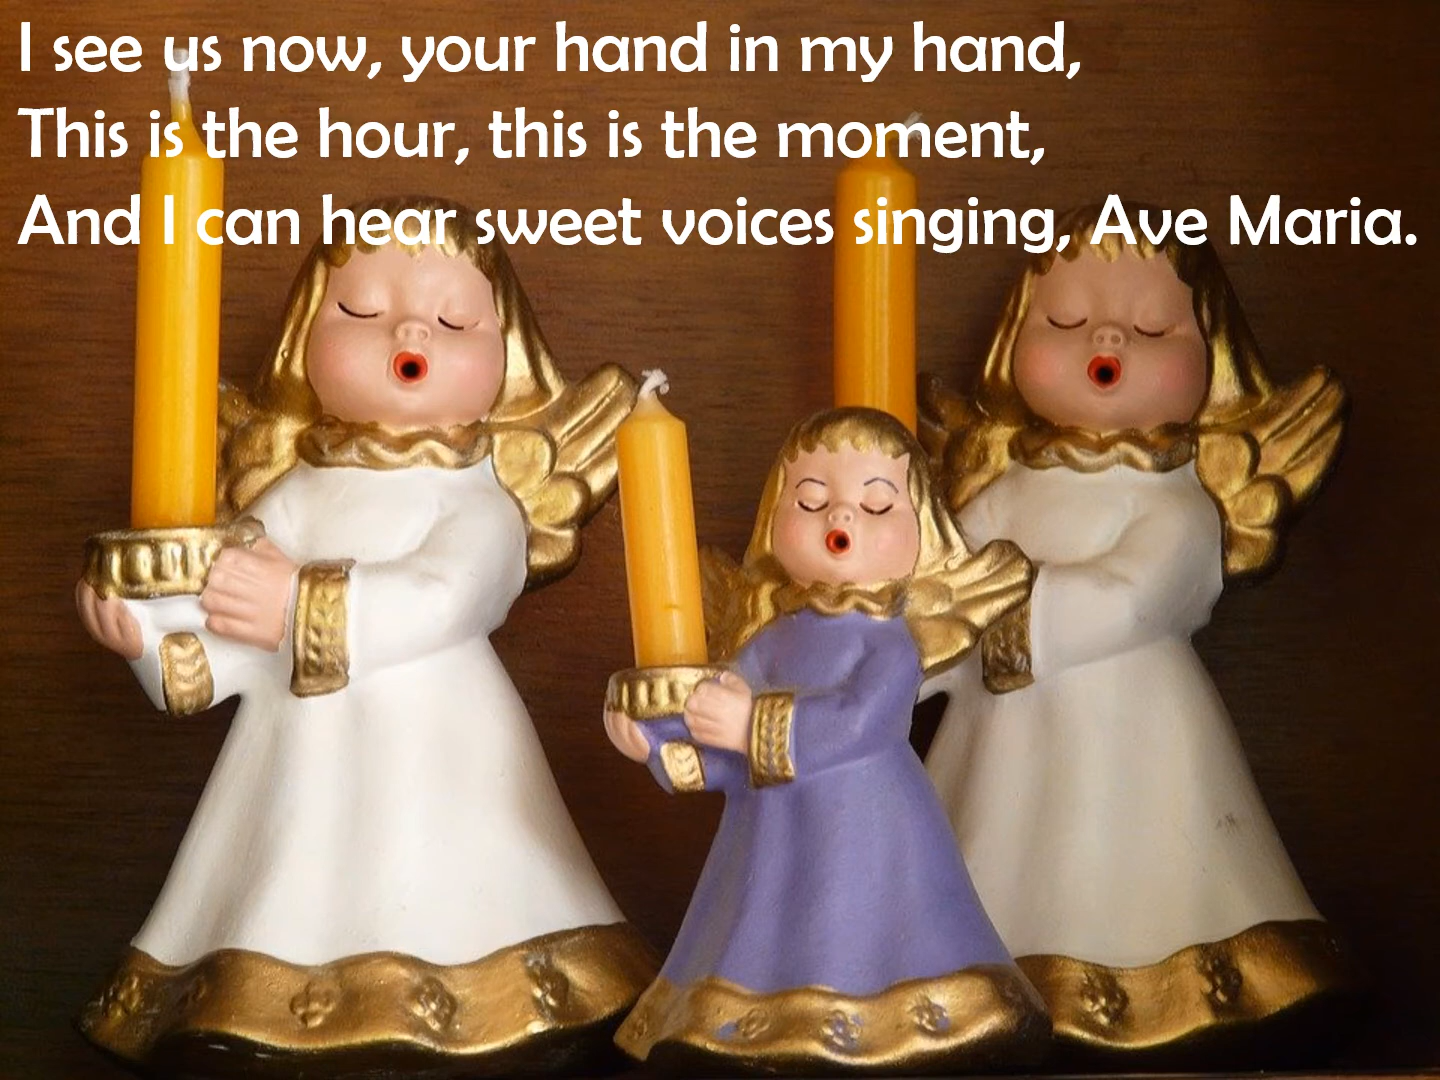 I see us now, your hand in my hand,
This is the hour, this is the moment,
And I can hear sweet voices singing, Ave Maria.